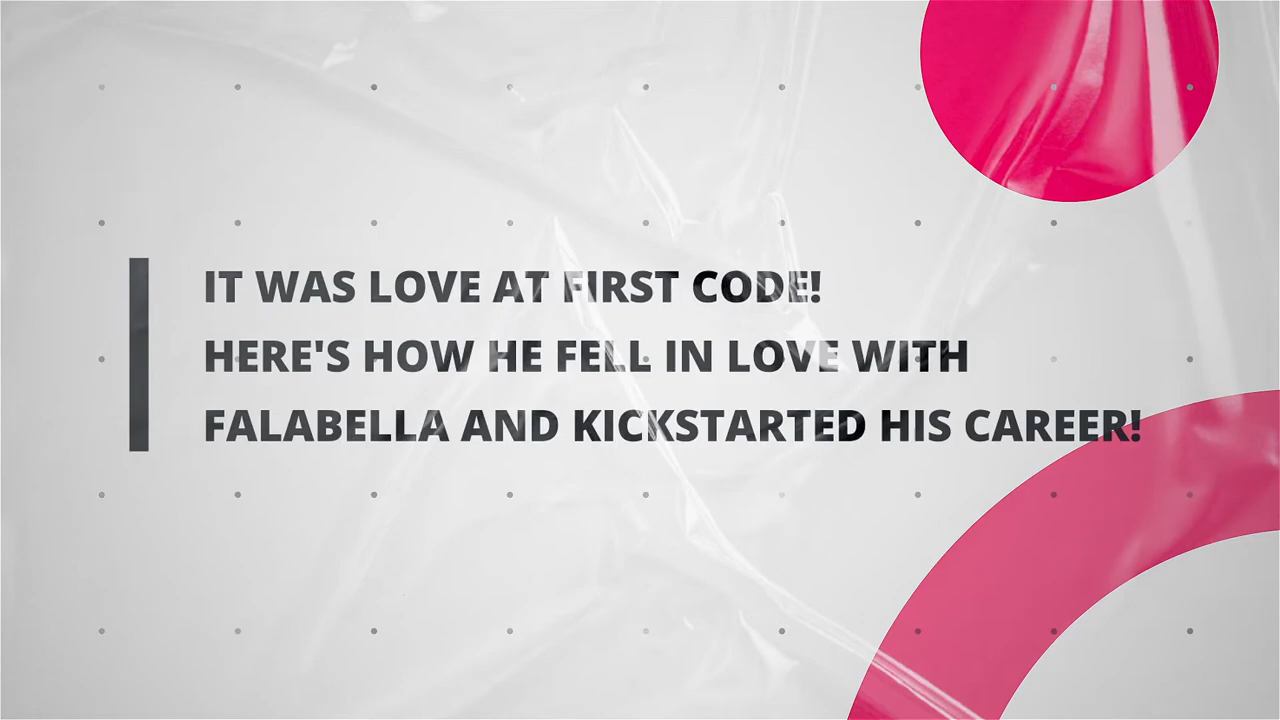 IT WAS LOVE AT FIRST CODE!
HERE'S HOW HE FELL IN LOVE WITH
FALABELLA AND KICKSTARTED HIS CAREER!